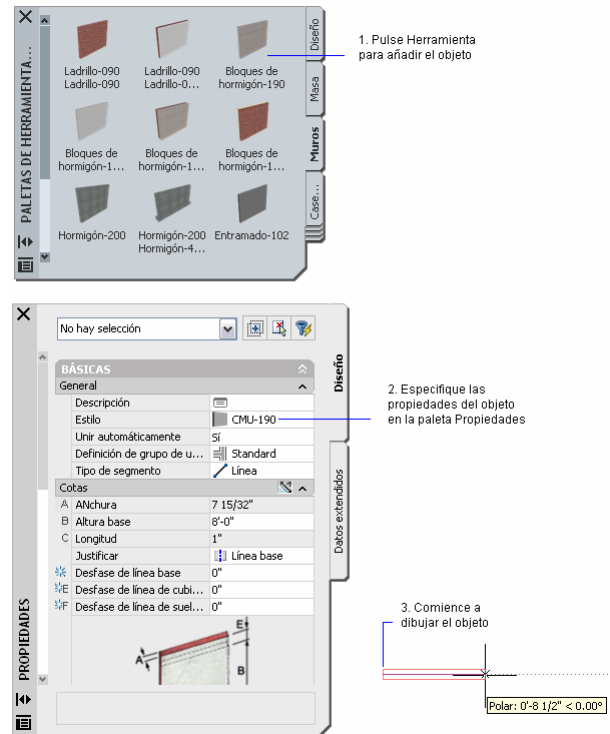 PALETAS DE HERRAMIENTA...
Ladrillo-090
Ladrillo-090
Ladrillo-090
Ladrillo-0...
Bloques de
hormigón-190
Bloques de
hormigón-1...
Bloques de
hormigón-1...
Bloques de
hormigón-1...
Hormigón-200
Hormigón-200
Hormigón-4...
Entramado-102
Diseño
Masa
Muros
Case...
1. Pulse Herramienta
para añadir el objeto
PROPIEDADES
No hay selección
BÁSICAS
General
Descripción
Estilo CMU-190
Unir automáticamente Sí
Definición de grupo de u... Standard
Tipo de segmento Línea
Cotas
A ANchura 7 15/32"
B Altura base 8'-0"
C Longitud 1"
Justificar Línea base
Desfase de línea base 0"
E Desfase de línea de cubi... 0"
F Desfase de línea de suel... 0"
A
E
B
Diseño
Datos extendidos
2. Especifique las
propiedades del objeto
en la paleta Propiedades
3. Comience a
dibujar el objeto
Polar: 0'-8 1/2" < 0.00°